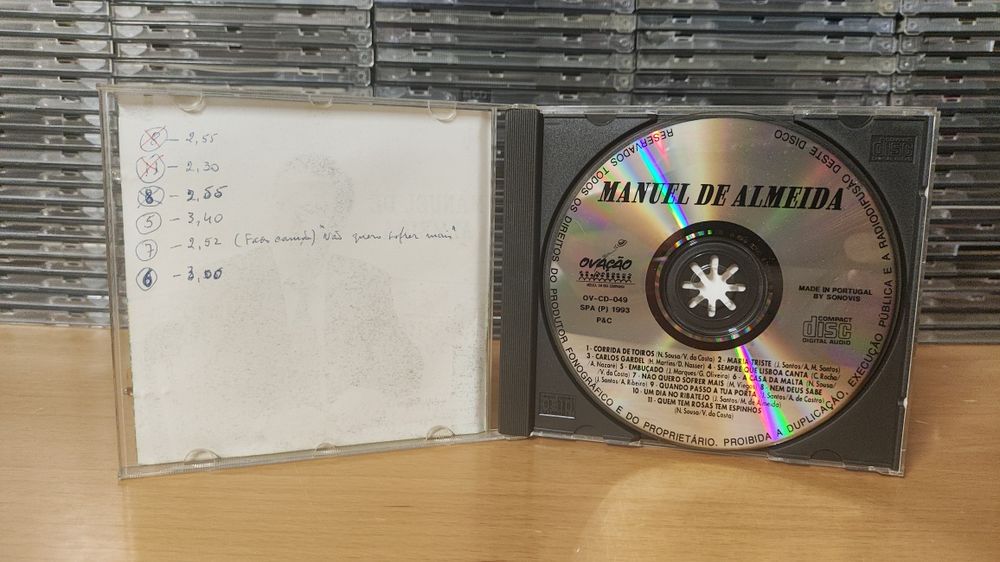 9 - 2,55
11 - 2,30
8 - 2,55
5 - 3,40
7 - 2,52 (Fado canção) "Não quero sofrer mais"
6 - 3,00
RESERVADOS TODOS OS DIREITOS DO PRODUTOR FONOGRÁFICO E DO PROPRIETÁRIO. PROIBIDA A DUPLICAÇÃO, EXECUÇÃO PÚBLICA E A RADIODIFUSÃO DESTE DISCO
MANUEL DE ALMEIDA
OVAÇÃO
OV-CD-049
SPA (P) 1993
P&C
MADE IN PORTUGAL
BY SONOVIS
COMPACT
disc
DIGITAL AUDIO
1 - CORRIDA DE TOIROS (N. Sousa/V. da Costa) 2 - MARIA TRISTE (J. Santos/A. M. Santos)
3 - CARLOS GARDEL (H. Martins/D. Nasser) 4 - SEMPRE QUE LISBOA CANTA (C. Rocha/
A. Nazaré) 5 - EMBUÇADO (J. Marques/G. Oliveira) 6 - A CASA DA MALTA (N. Sousa/
V. da Costa) 7 - NÃO QUERO SOFRER MAIS (M. Viegas) 8 - NEM DEUS SABE
(J. Santos/A. Ribeiro) 9 - QUANDO PASSO A TUA PORTA (J. Santos/A. de Castro)
10 - UM DIA NO RIBATEJO (J. Santos/M. de Almeida)
11 - QUEM TEM ROSAS TEM ESPINHOS
(N. Sousa/V. da Costa)